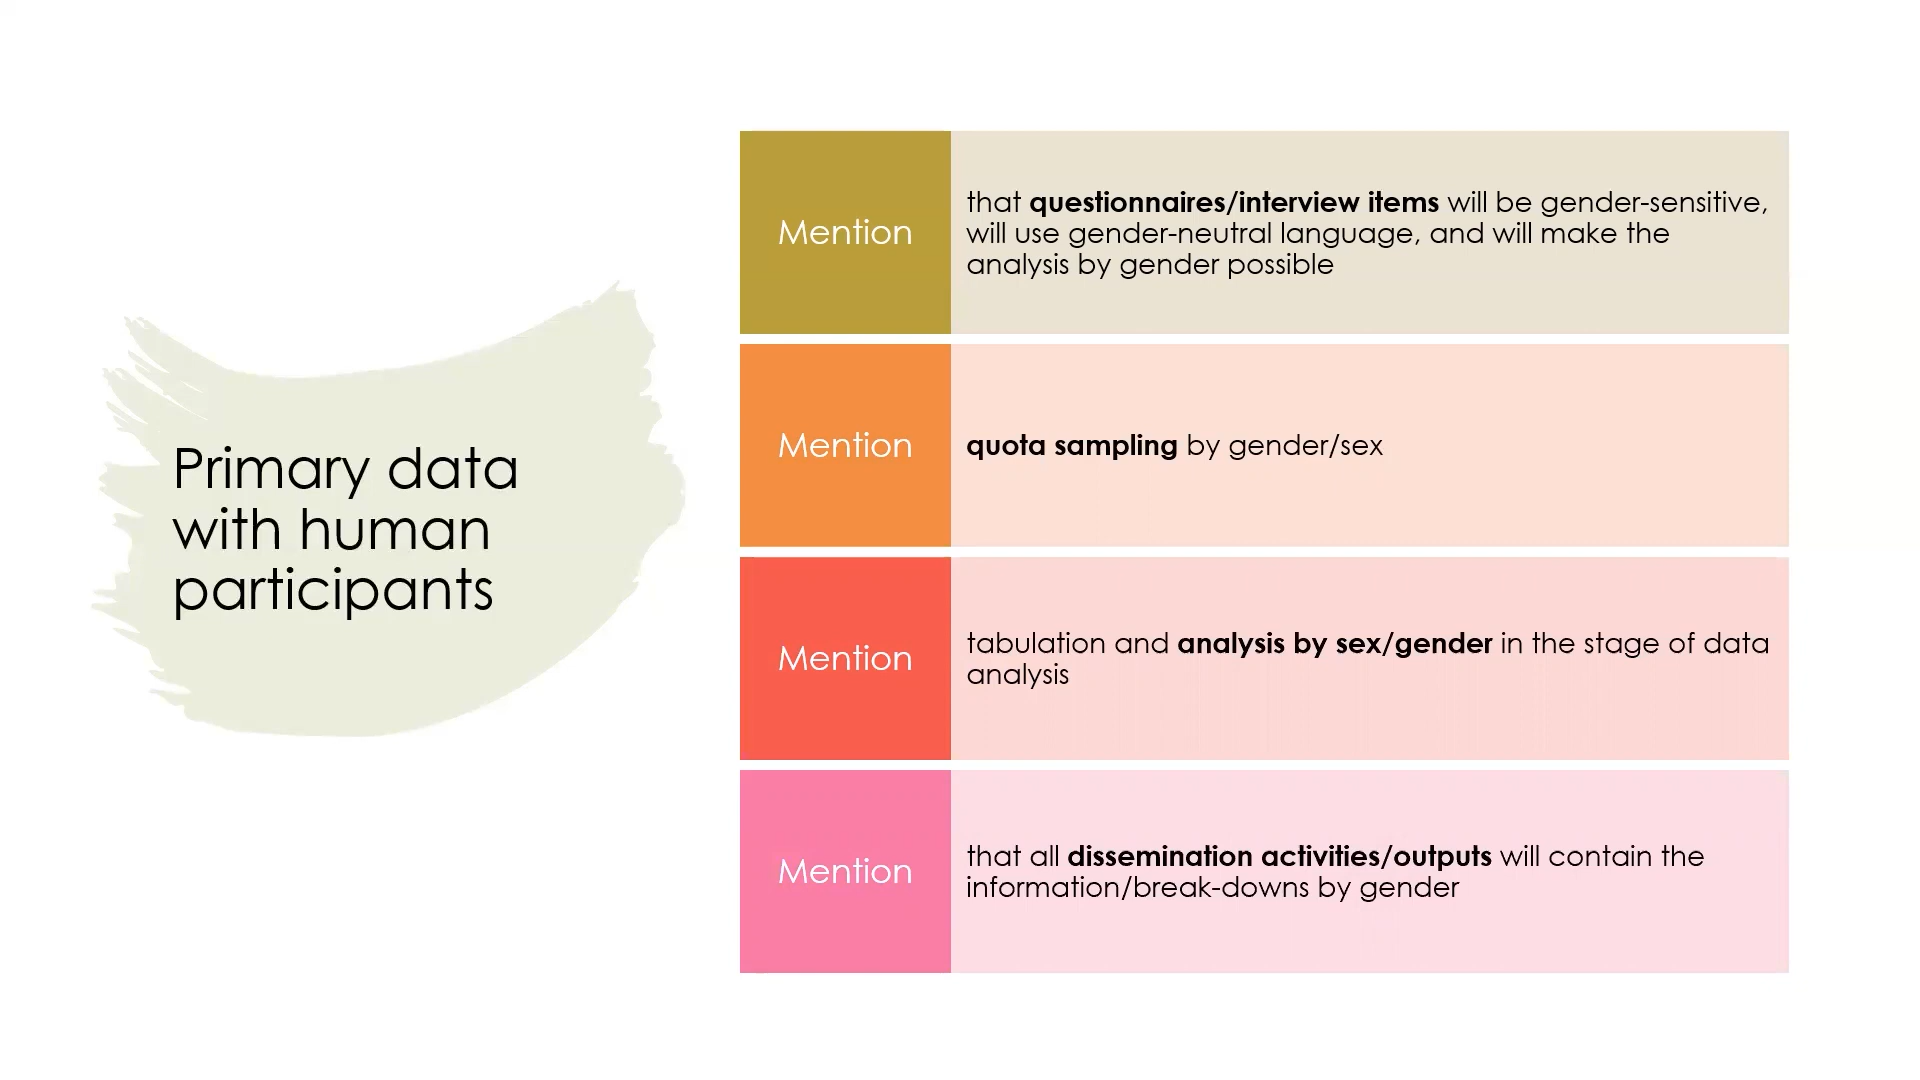 Primary data
with human
participants
Mention
that questionnaires/interview items will be gender-sensitive,
will use gender-neutral language, and will make the
analysis by gender possible
Mention
quota sampling by gender/sex
Mention
tabulation and analysis by sex/gender in the stage of data
analysis
Mention
that all dissemination activities/outputs will contain the
information/break-downs by gender